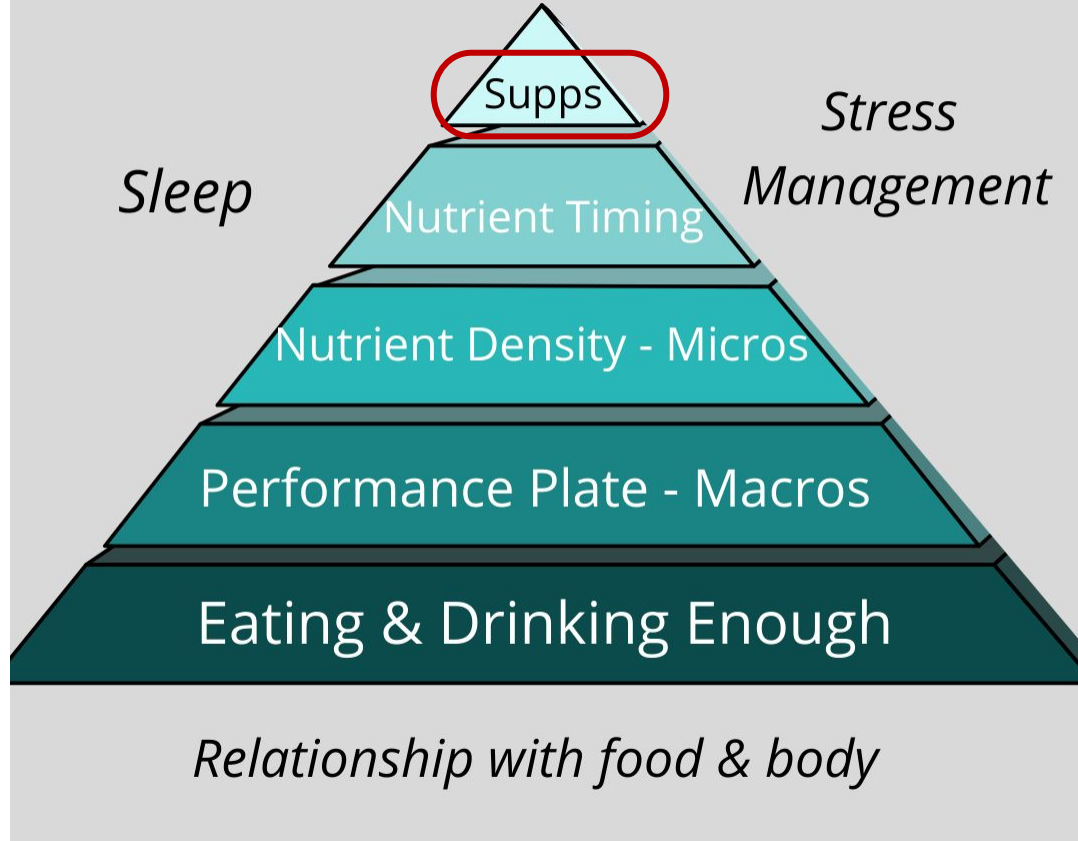 Supps
Stress
Management
Sleep
Nutrient Timing
Nutrient Density - Micros
Performance Plate - Macros
Eating & Drinking Enough
Relationship with food & body